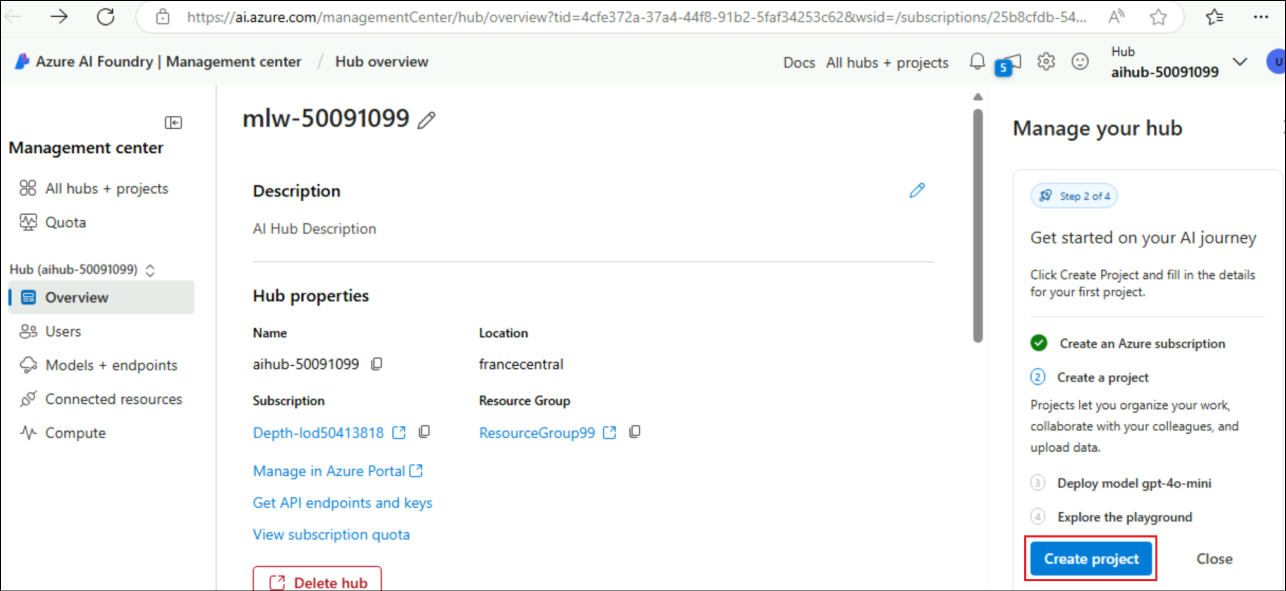 https://ai.azure.com/managementCenter/hub/overview?tid=4cfe372a-37a4-44f8-91b2-5faf34253c62&wsid=/subscriptions/25b8cfdb-54...
Azure AI Foundry | Management center / Hub overview
Docs All hubs + projects
5
Hub
aihub-50091099
U
Management center
All hubs + projects
Quota
Hub (aihub-50091099)
Overview
Users
Models + endpoints
Connected resources
Compute
mlw-50091099
Description
AI Hub Description
Hub properties
Name Location
aihub-50091099 francecentral
Subscription Resource Group
Depth-lod50413818 ResourceGroup99
Manage in Azure Portal
Get API endpoints and keys
View subscription quota
Delete hub
Manage your hub
Step 2 of 4
Get started on your AI journey
Click Create Project and fill in the details
for your first project.
Create an Azure subscription
2 Create a project
Projects let you organize your work,
collaborate with your colleagues, and
upload data.
3 Deploy model gpt-4o-mini
4 Explore the playground
Create project Close